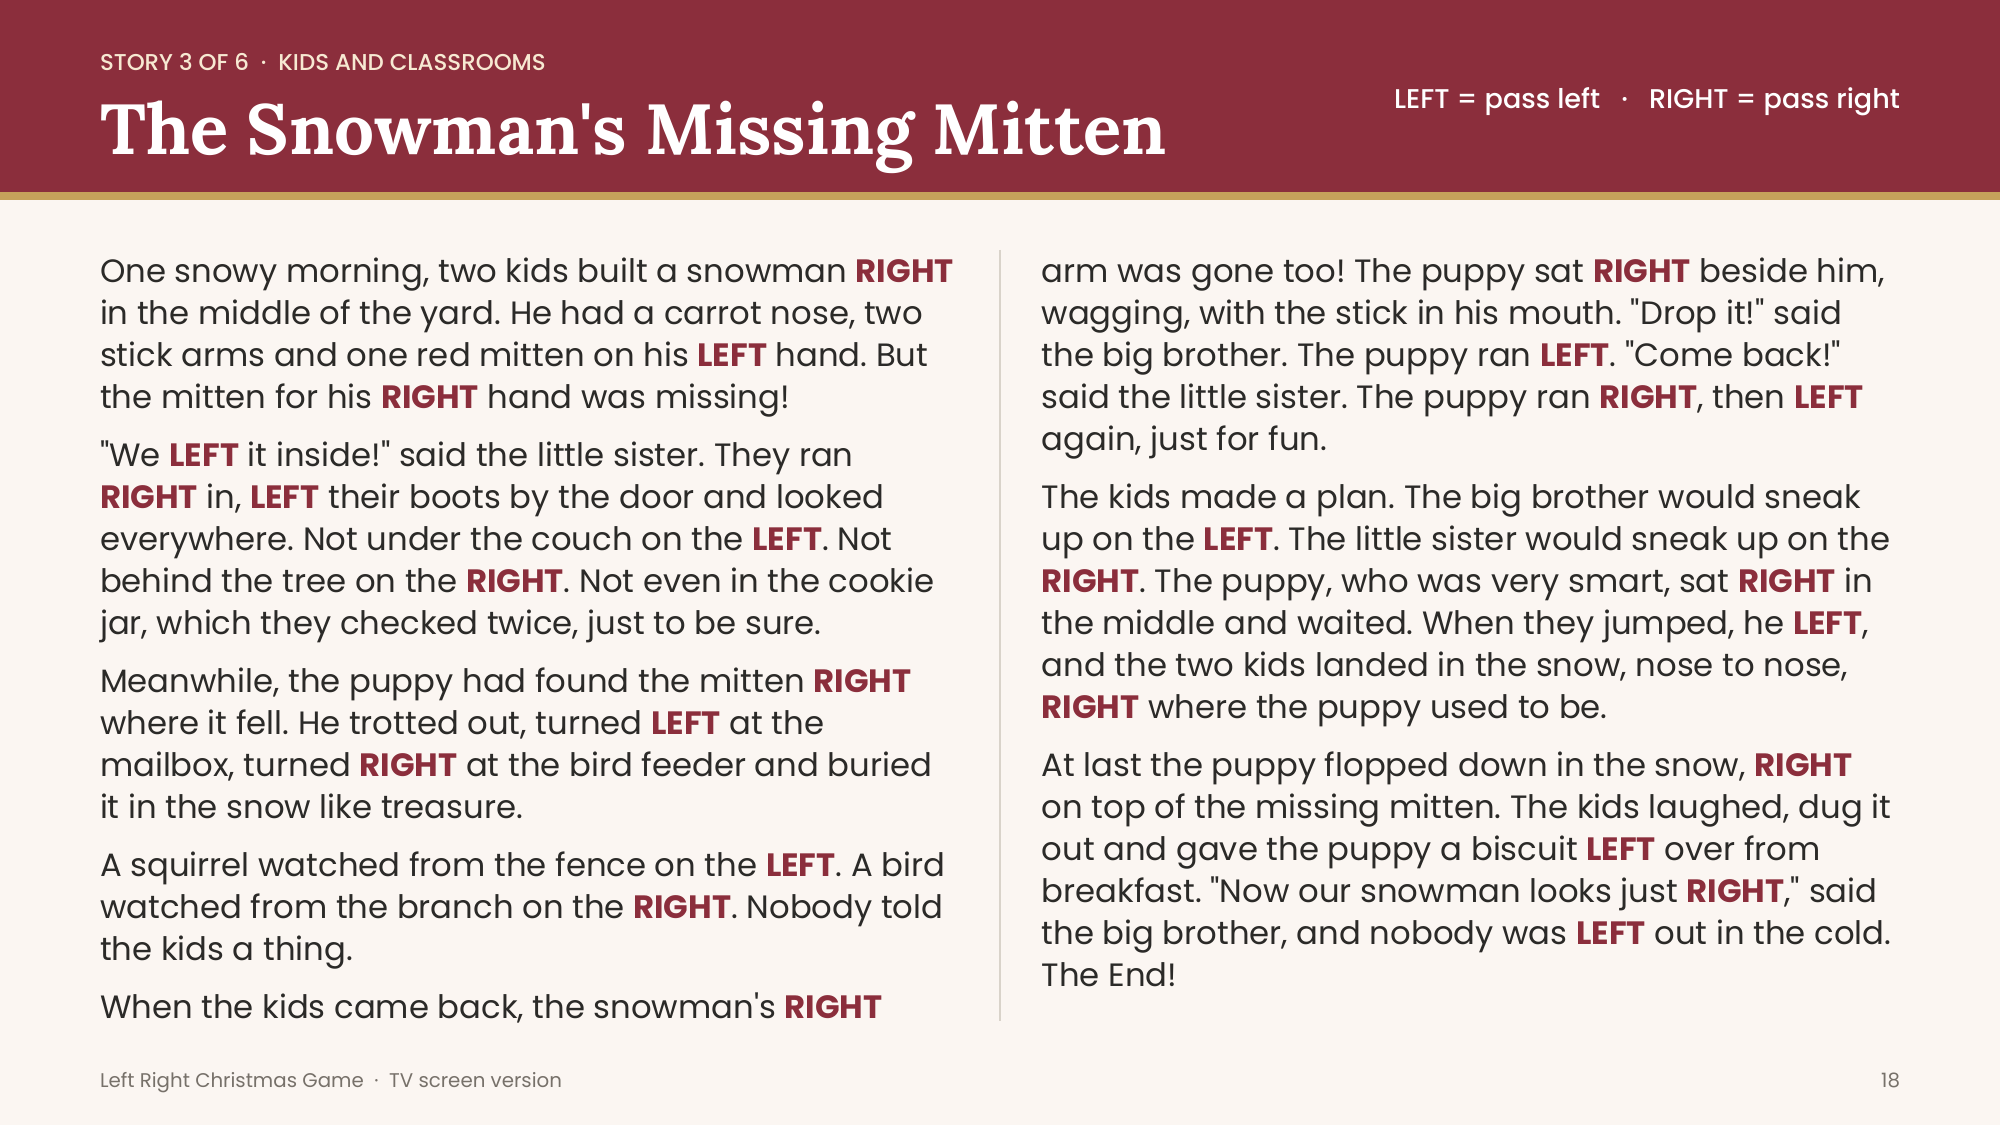 STORY 3 OF 6 · KIDS AND CLASSROOMS
The Snowman's Missing Mitten
LEFT = pass left · RIGHT = pass right
One snowy morning, two kids built a snowman RIGHT
in the middle of the yard. He had a carrot nose, two
stick arms and one red mitten on his LEFT hand. But
the mitten for his RIGHT hand was missing!
"We LEFT it inside!" said the little sister. They ran
RIGHT in, LEFT their boots by the door and looked
everywhere. Not under the couch on the LEFT. Not
behind the tree on the RIGHT. Not even in the cookie
jar, which they checked twice, just to be sure.
Meanwhile, the puppy had found the mitten RIGHT
where it fell. He trotted out, turned LEFT at the
mailbox, turned RIGHT at the bird feeder and buried
it in the snow like treasure.
A squirrel watched from the fence on the LEFT. A bird
watched from the branch on the RIGHT. Nobody told
the kids a thing.
When the kids came back, the snowman's RIGHT
arm was gone too! The puppy sat RIGHT beside him,
wagging, with the stick in his mouth. "Drop it!" said
the big brother. The puppy ran LEFT. "Come back!"
said the little sister. The puppy ran RIGHT, then LEFT
again, just for fun.
The kids made a plan. The big brother would sneak
up on the LEFT. The little sister would sneak up on the
RIGHT. The puppy, who was very smart, sat RIGHT in
the middle and waited. When they jumped, he LEFT,
and the two kids landed in the snow, nose to nose,
RIGHT where the puppy used to be.
At last the puppy flopped down in the snow, RIGHT
on top of the missing mitten. The kids laughed, dug it
out and gave the puppy a biscuit LEFT over from
breakfast. "Now our snowman looks just RIGHT," said
the big brother, and nobody was LEFT out in the cold.
The End!
Left Right Christmas Game · TV screen version
18